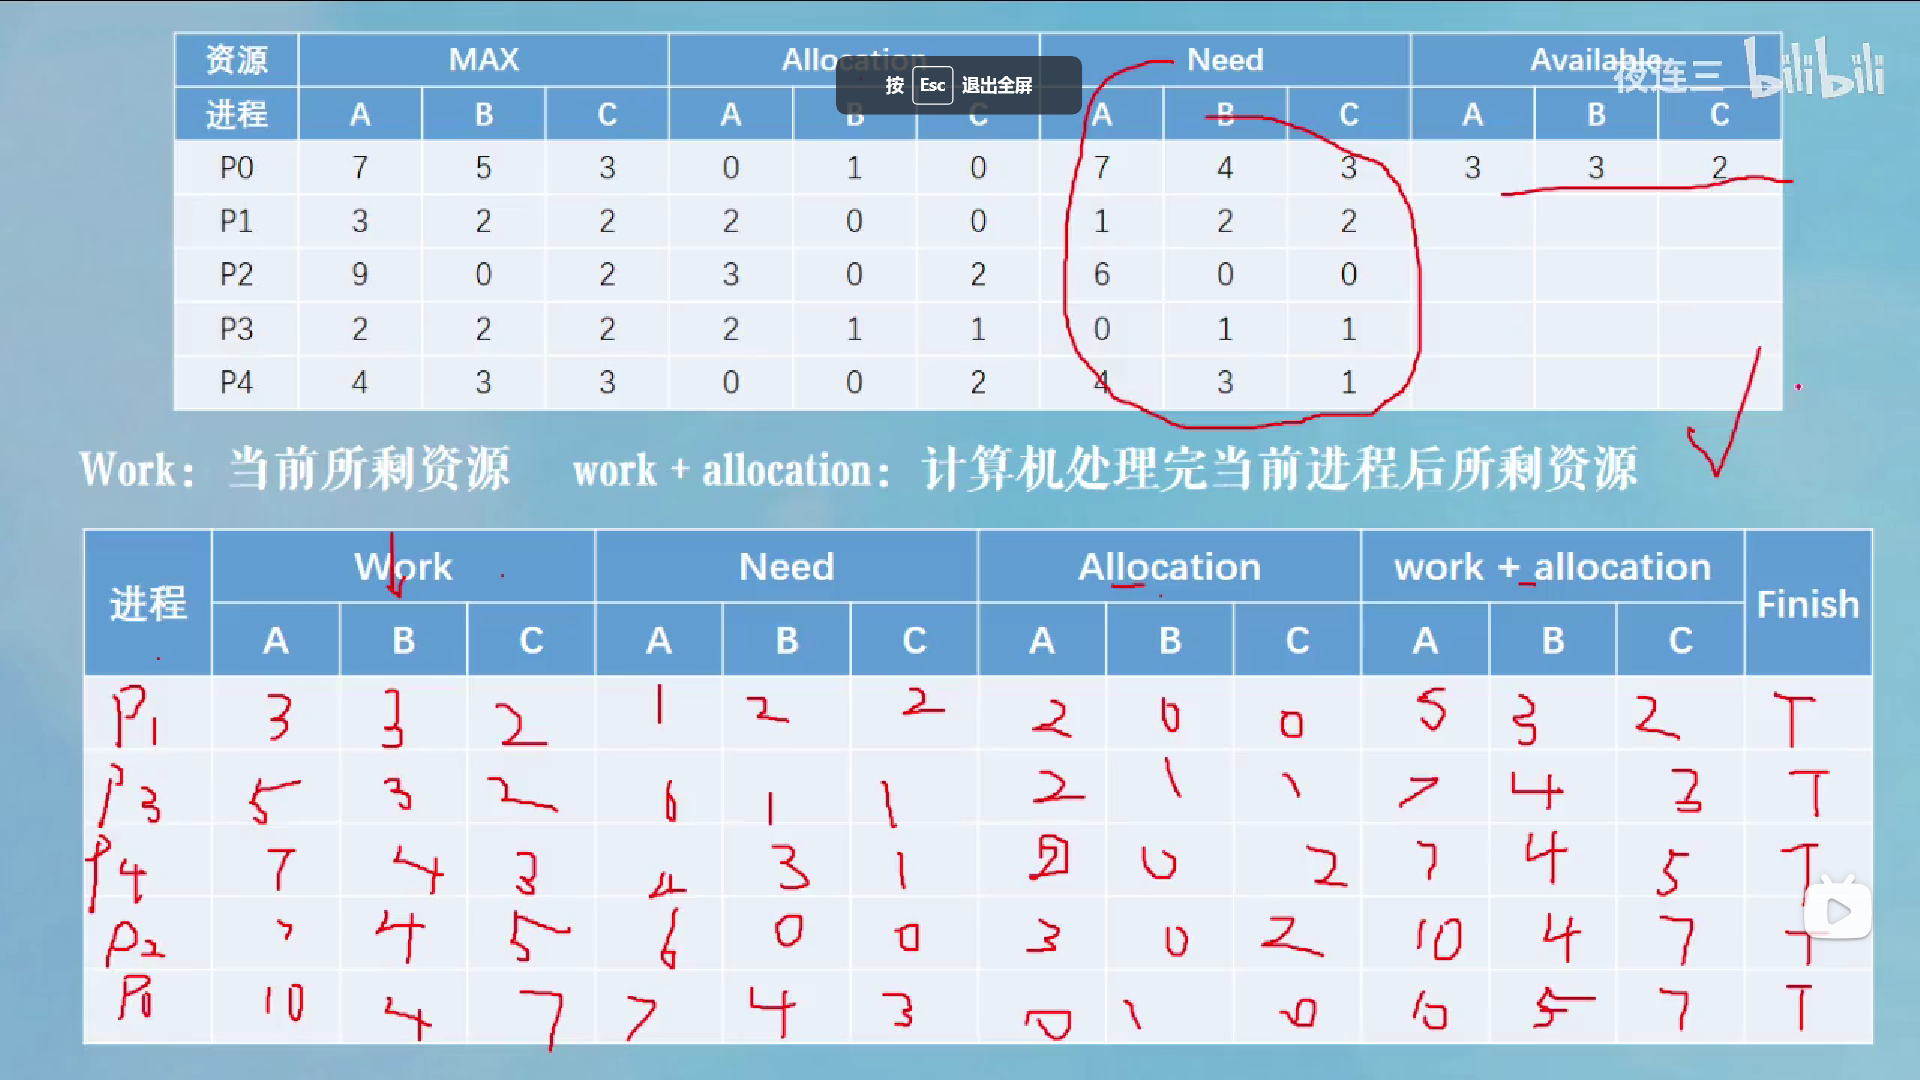 资源 MAX Allocation Need Available
按 Esc 退出全屏
夜连三 bilibili
进程 A B C A B C A B C A B C
P0 7 5 3 0 1 0 7 4 3 3 3 2
P1 3 2 2 2 0 0 1 2 2
P2 9 0 2 3 0 2 6 0 0
P3 2 2 2 2 1 1 0 1 1
P4 4 3 3 0 0 2 4 3 1
Work：当前所剩资源 work + allocation：计算机处理完当前进程后所剩资源
进程 Work Need Allocation work + allocation Finish
A B C A B C A B C A B C
P1 3 3 2 1 2 2 2 0 0 5 3 2 T
P3 5 3 2 0 1 1 2 1 1 7 4 3 T
P4 7 4 3 4 3 1 0 2 7 4 5 T
P2 7 4 5 6 0 0 3 0 2 10 4 7 T
P0 10 4 7 7 4 3 0 1 0 10 5 7 T